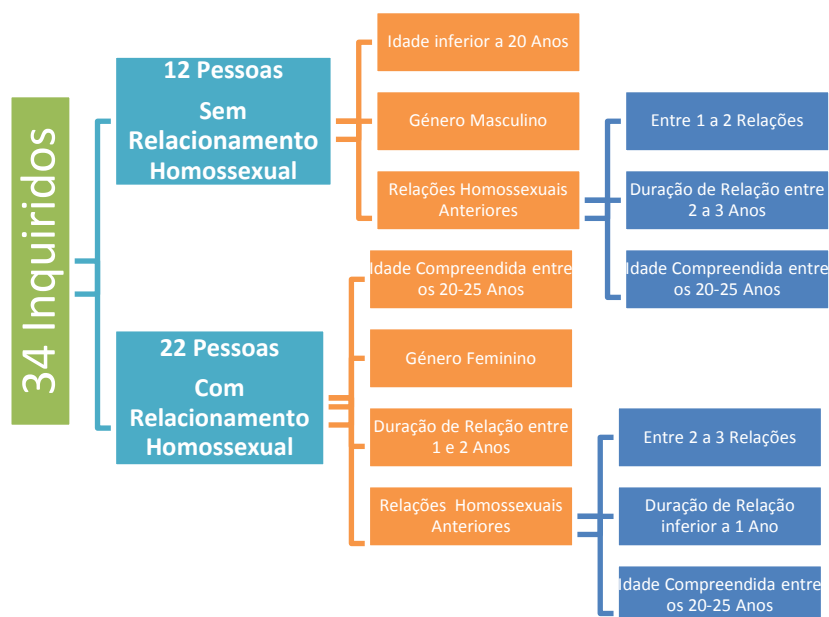 34 Inquiridos
12 Pessoas
Sem
Relacionamento
Homossexual
Idade inferior a 20 Anos
Género Masculino
Relações Homossexuais
Anteriores
Entre 1 a 2 Relações
Duração de Relação entre
2 a 3 Anos
Idade Compreendida entre
os 20-25 Anos
22 Pessoas
Com
Relacionamento
Homossexual
Idade Compreendida entre
os 20-25 Anos
Género Feminino
Duração de Relação entre
1 e 2 Anos
Relações Homossexuais
Anteriores
Entre 2 a 3 Relações
Duração de Relação
inferior a 1 Ano
Idade Compreendida entre
os 20-25 Anos